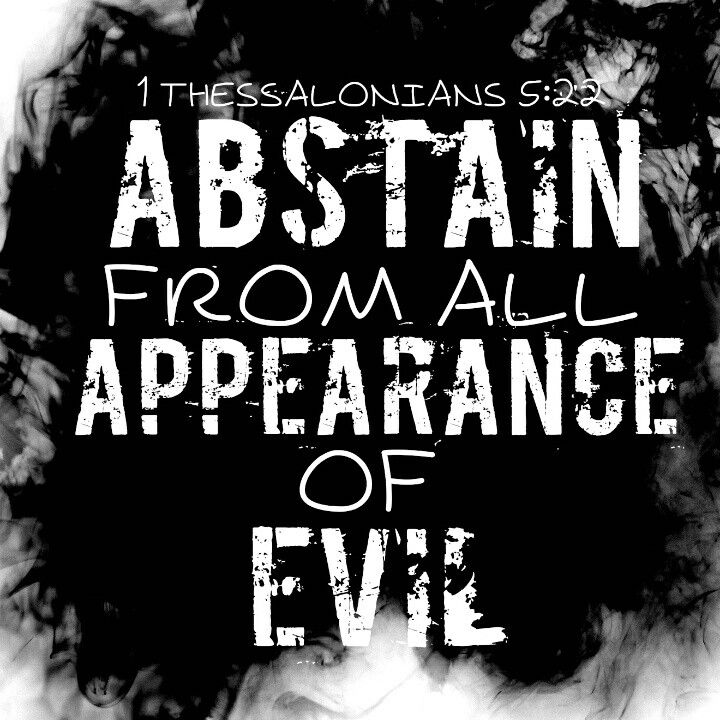 1 THESSALONIANS 5:22
ABSTAIN
FROM ALL
APPEARANCE
OF
EVIL